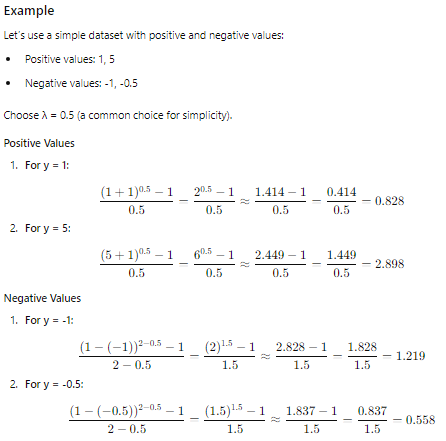 Example
Let's use a simple dataset with positive and negative values:
• Positive values: 1, 5
• Negative values: -1, -0.5
Choose λ = 0.5 (a common choice for simplicity).
Positive Values
1. For y = 1:
\frac{(1+1)^{0.5} - 1}{0.5} = \frac{2^{0.5} - 1}{0.5} ≈ \frac{1.414 - 1}{0.5} = \frac{0.414}{0.5} = 0.828
2. For y = 5:
\frac{(5+1)^{0.5} - 1}{0.5} = \frac{6^{0.5} - 1}{0.5} ≈ \frac{2.449 - 1}{0.5} = \frac{1.449}{0.5} = 2.898
Negative Values
1. For y = -1:
\frac{(1 - (-1))^{2-0.5} - 1}{2 - 0.5} = \frac{(2)^{1.5} - 1}{1.5} ≈ \frac{2.828 - 1}{1.5} = \frac{1.828}{1.5} = 1.219
2. For y = -0.5:
\frac{(1 - (-0.5))^{2-0.5} - 1}{2 - 0.5} = \frac{(1.5)^{1.5} - 1}{1.5} ≈ \frac{1.837 - 1}{1.5} = \frac{0.837}{1.5} = 0.558